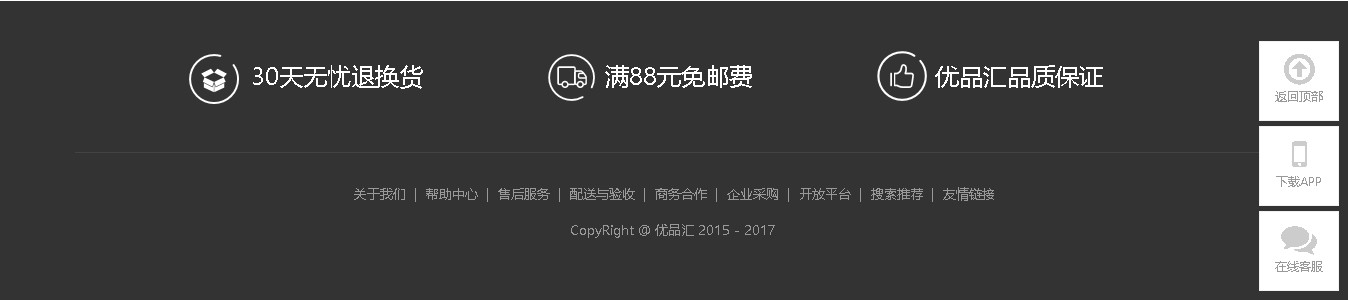 30天无忧退换货
满88元免邮费
优品汇品质保证
返回顶部
下载APP
关于我们 | 帮助中心 | 售后服务 | 配送与验收 | 商务合作 | 企业采购 | 开放平台 | 搜索推荐 | 友情链接
CopyRight @ 优品汇 2015 - 2017
在线客服